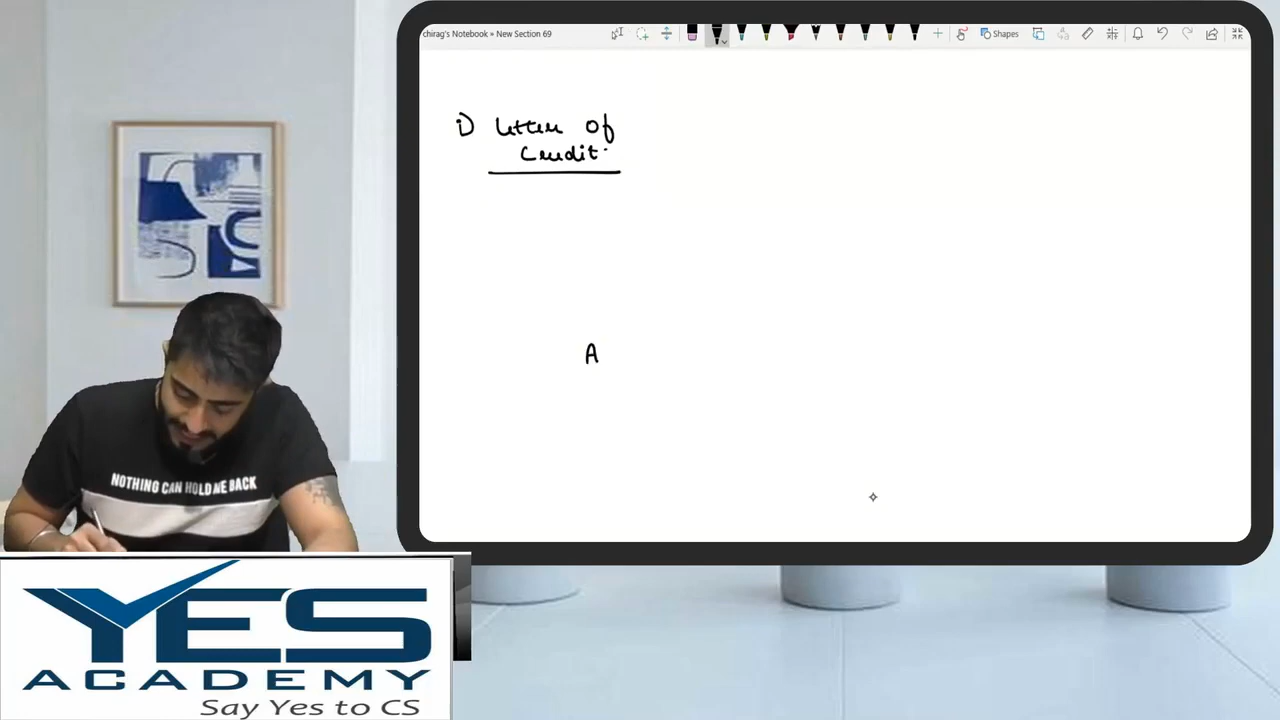 chirag's Notebook » New Section 69
Shapes
i) Letter of
Credit
A
NOTHING CAN HOLD ME BACK
YES
ACADEMY
Say Yes to CS